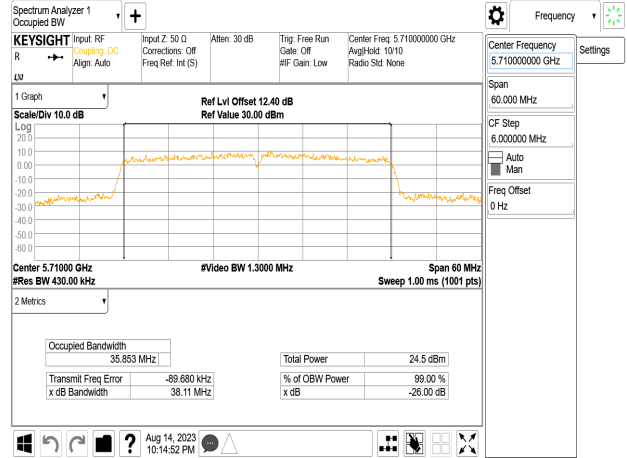 Spectrum Analyzer 1
Occupied BW
Frequency
KEYSIGHT
R
Input: RF
Coupling: DC
Align: Auto
Input Z: 50 Ω
Corrections: Off
Freq Ref: Int (S)
Atten: 30 dB
Trig: Free Run
Gate: Off
#IF Gain: Low
Center Freq: 5.710000000 GHz
Avg|Hold: 10/10
Radio Std: None
Center Frequency
5.710000000 GHz
Settings
Span
60.000 MHz
CF Step
6.000000 MHz
Auto
Man
Freq Offset
0 Hz
1 Graph
Scale/Div 10.0 dB
Ref Lvl Offset 12.40 dB
Ref Value 30.00 dBm
Log
20.0
10.0
0.00
-10.0
-20.0
-30.0
-40.0
-50.0
-60.0
Center 5.71000 GHz
#Video BW 1.3000 MHz
Span 60 MHz
#Res BW 430.00 kHz
Sweep 1.00 ms (1001 pts)
2 Metrics
Occupied Bandwidth
35.853 MHz
Total Power
24.5 dBm
Transmit Freq Error
-89.680 kHz
% of OBW Power
99.00 %
x dB Bandwidth
38.11 MHz
x dB
-26.00 dB
?
Aug 14, 2023
10:14:52 PM